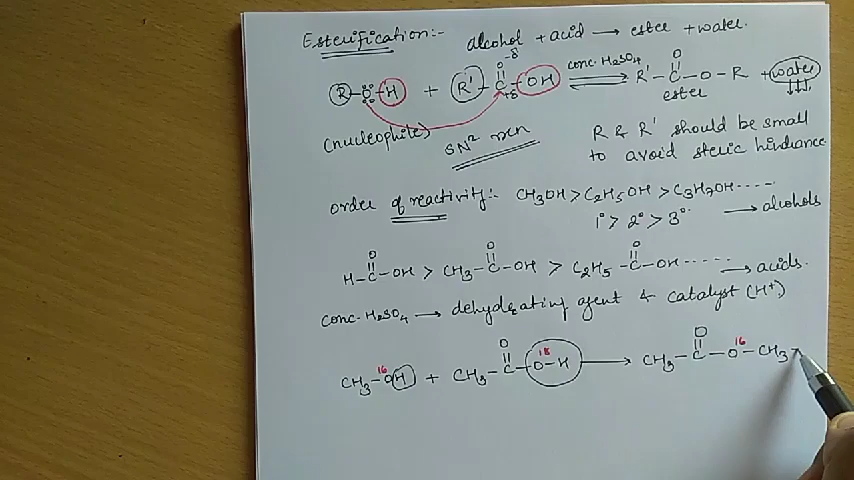 Esterification:- alcohol + acid → ester + water.
R-O-H + R'-C(=O)-OH ⇌ R'-C(=O)-O-R + water
-δ +δ conc. H₂SO₄ ester ↓↓↓
(nucleophile) SN² rxn
R & R' should be small
to avoid steric hindrance
order of reactivity:- CH₃OH > C₂H₅OH > C₃H₇OH -----
1° > 2° > 3° → alcohols
H-C(=O)-OH > CH₃-C(=O)-OH > C₂H₅-C(=O)-OH ----- → acids.
conc. H₂SO₄ → dehydrating agent & catalyst (H⁺)
CH₃-¹⁶OH + CH₃-C(=O)-¹⁸O-H → CH₃-C(=O)-¹⁶O-CH₃